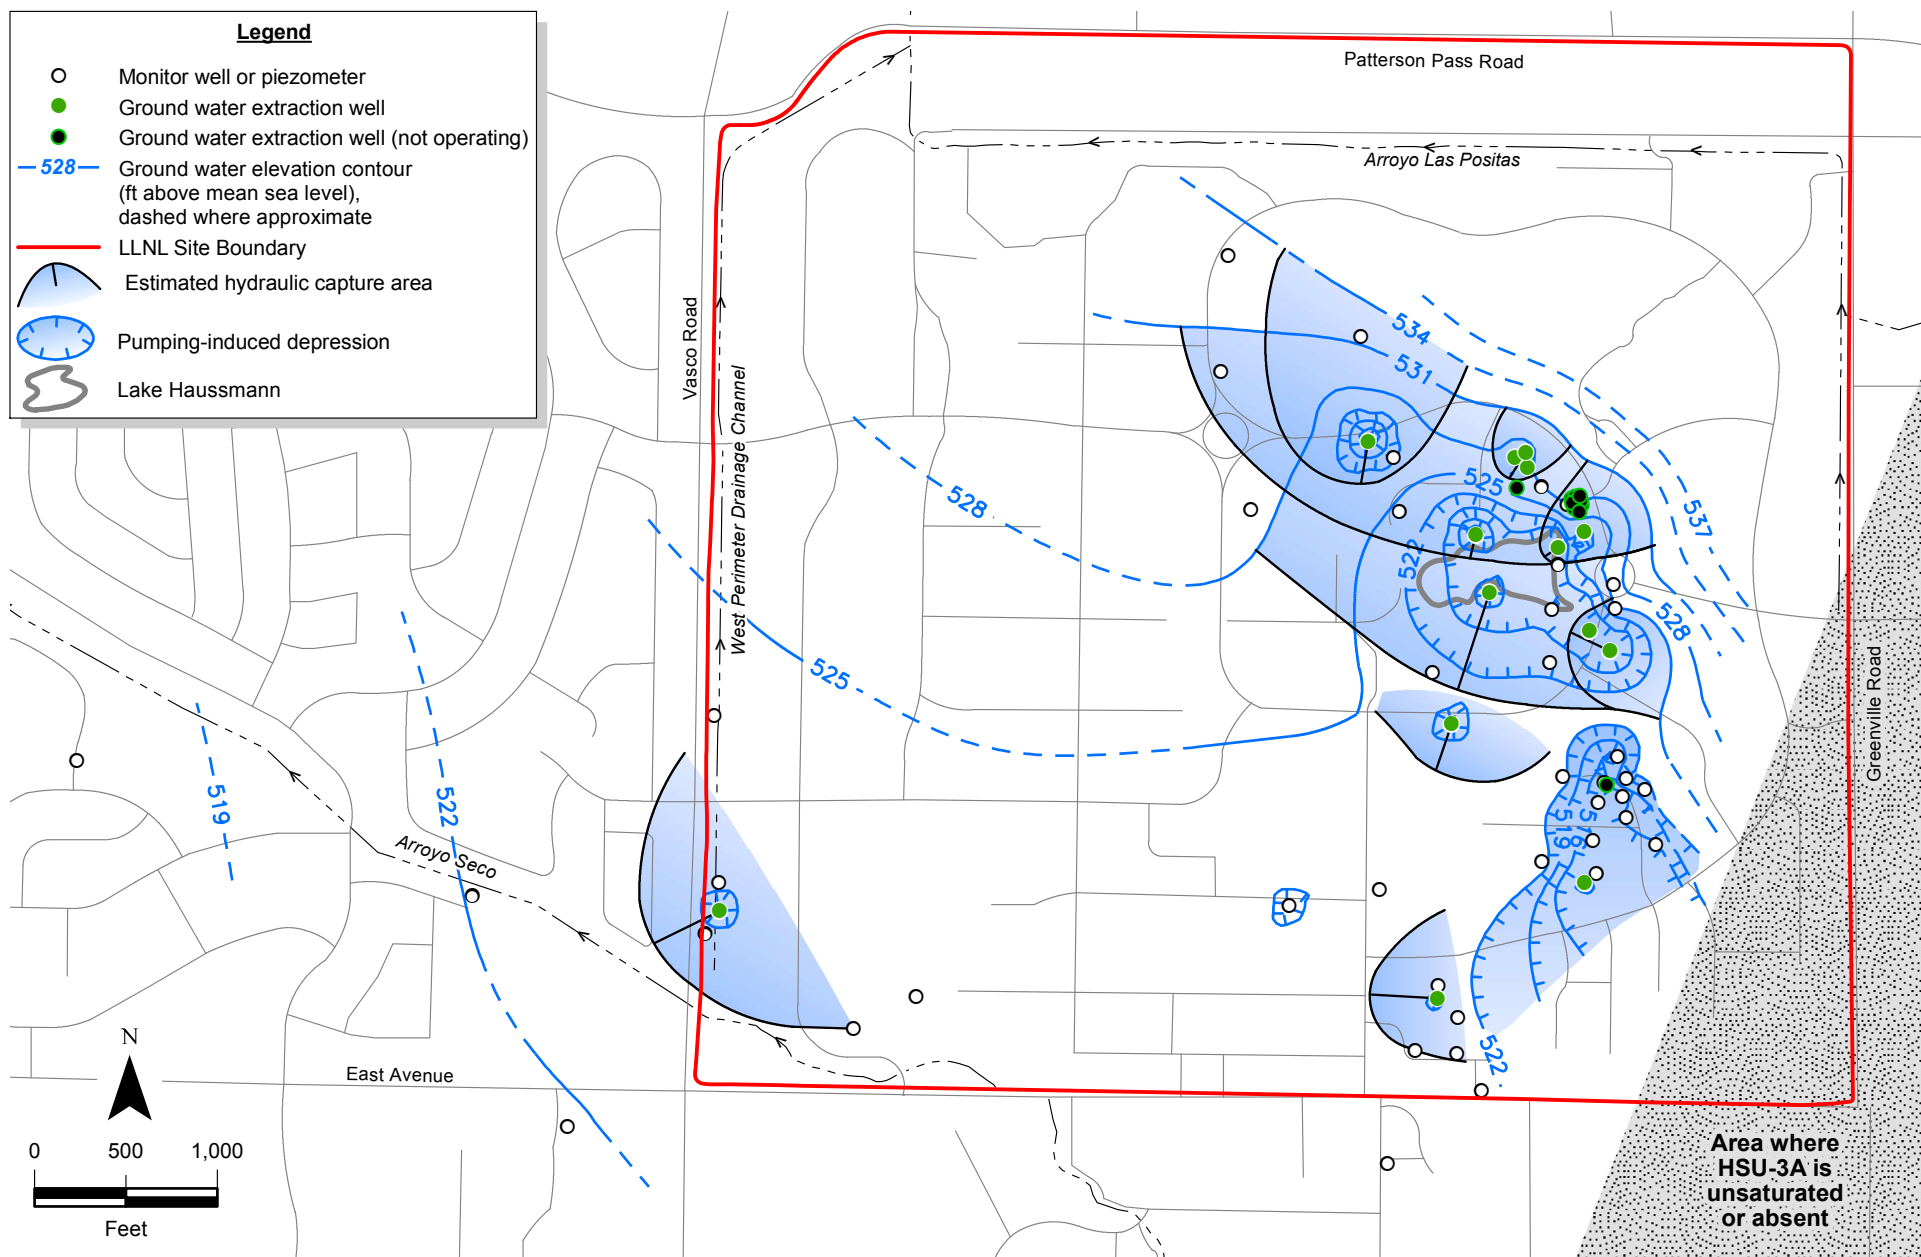 Legend
Monitor well or piezometer
Ground water extraction well
Ground water extraction well (not operating)
528
Ground water elevation contour
(ft above mean sea level),
dashed where approximate
LLNL Site Boundary
Estimated hydraulic capture area
Pumping-induced depression
Lake Haussmann
Patterson Pass Road
Arroyo Las Positas
Vasco Road
West Perimeter Drainage Channel
534
531
528
525
537
522
528
525
Greenville Road
519
522
519
516
Arroyo Seco
522
N
East Avenue
0 500 1,000
Feet
Area where
HSU-3A is
unsaturated
or absent